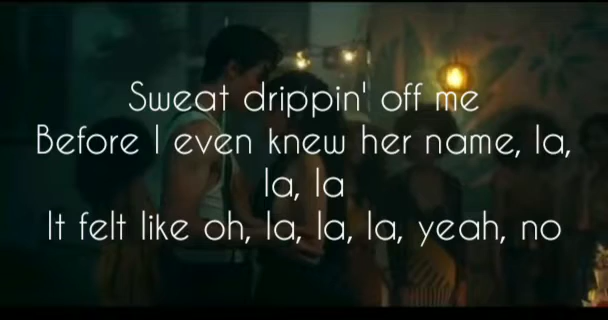 Sweat drippin' off me
Before I even knew her name, la,
la, la
It felt like oh, la, la, la, yeah, no